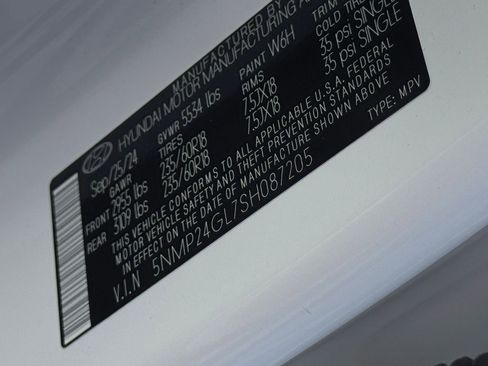 MANUFACTURED BY
HYUNDAI MOTOR MANUFACTURING
Sep/25/24 GVWR 5534 lbs PAINT W6H TRIM
GAWR TIRES RIMS COLD TIRE
FRONT 2955 lbs 235/60R18 7.5JX18 35 psi SINGLE
REAR 3109 lbs 235/60R18 7.5JX18 35 psi SINGLE
THIS VEHICLE CONFORMS TO ALL APPLICABLE U.S.A. FEDERAL
MOTOR VEHICLE SAFETY AND THEFT PREVENTION STANDARDS
IN EFFECT ON THE DATE OF MANUFACTURE SHOWN ABOVE.
V.I.N 5NMP24GL7SH087205 TYPE: MPV